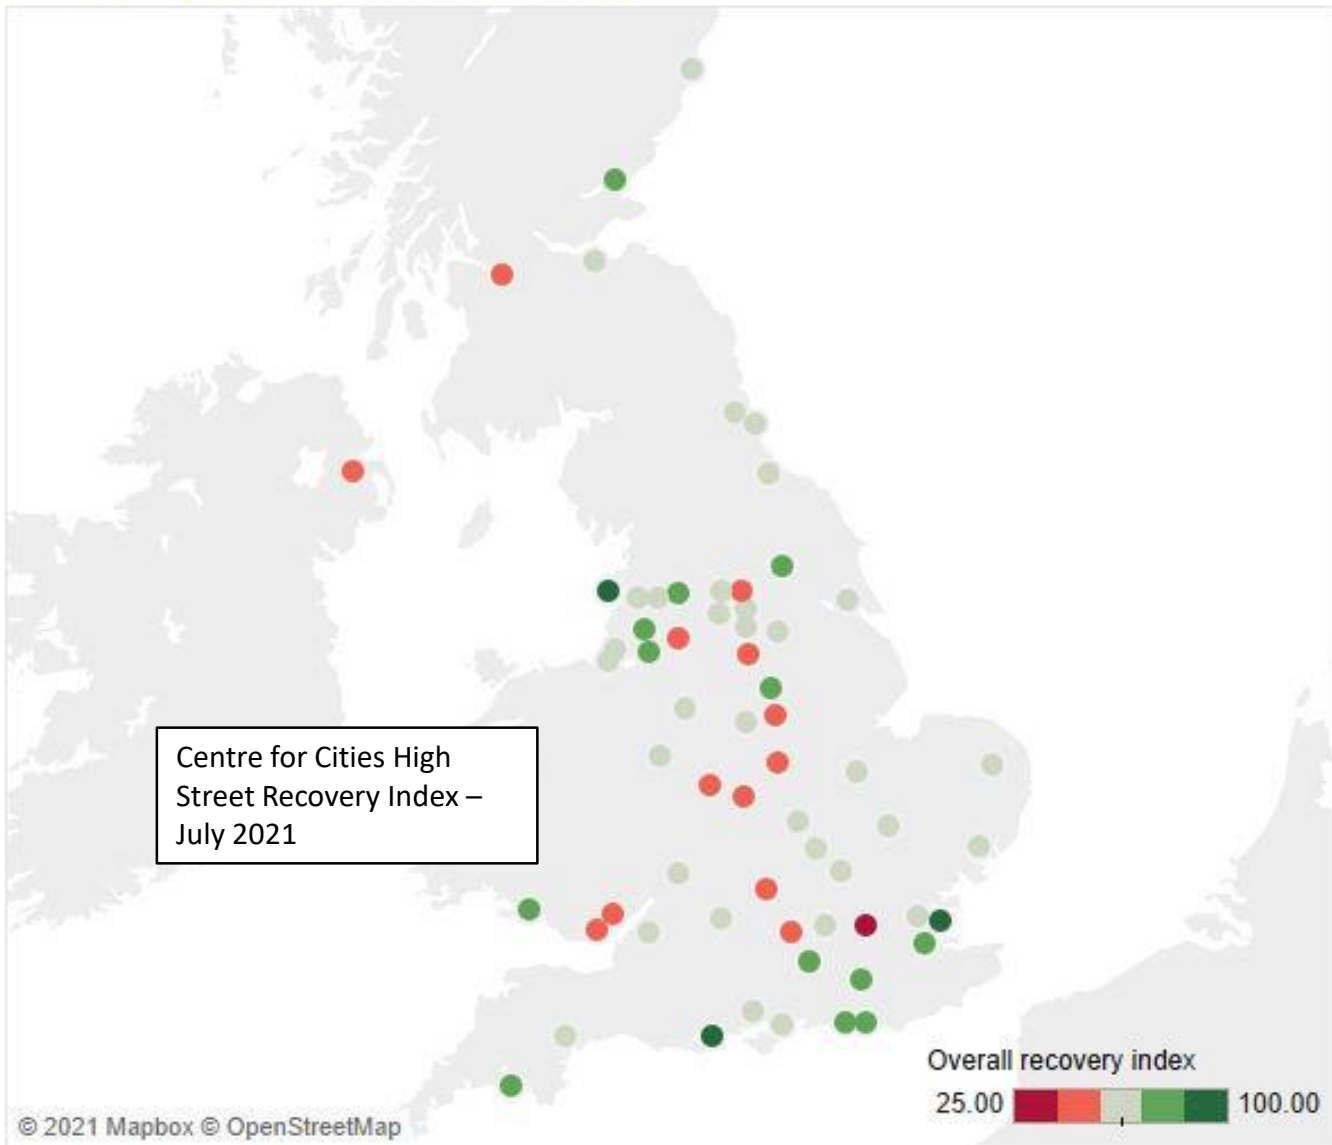 Centre for Cities High
Street Recovery Index –
July 2021
Overall recovery index
25.00 100.00
© 2021 Mapbox © OpenStreetMap